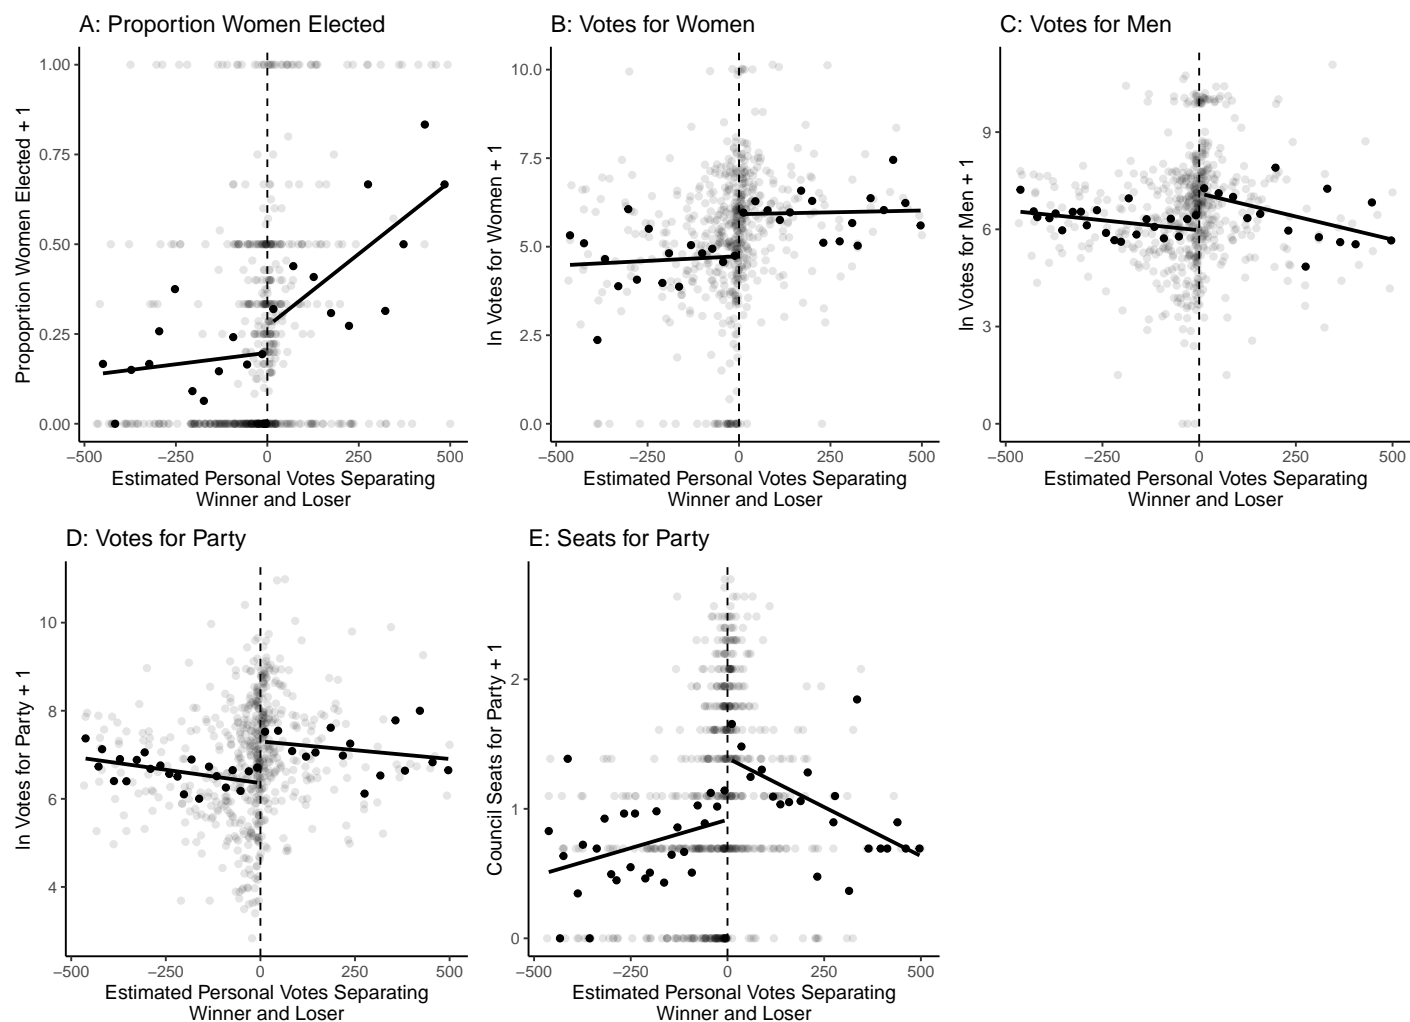 A: Proportion Women Elected
Proporprtion Women Elected + 1
1.00
0.75
0.50
0.25
0.00
−500
−250
0
250
500
Estimated Personal Votes Separating
Winner and Loser
B: Votes for Women
ln Votes for Women + 1
10.0
7.5
5.0
2.5
0.0
−500
−250
0
250
500
Estimated Personal Votes Separating
Winner and Loser
C: Votes for Men
ln Votes for Men + 1
9
6
3
0
−500
−250
0
250
500
Estimated Personal Votes Separating
Winner and Loser
D: Votes for Party
ln Votes for Party + 1
10
8
6
4
−500
−250
0
250
500
Estimated Personal Votes Separating
Winner and Loser
E: Seats for Party
Council Seats for Party + 1
2
1
0
−500
−250
0
250
500
Estimated Personal Votes Separating
Winner and Loser